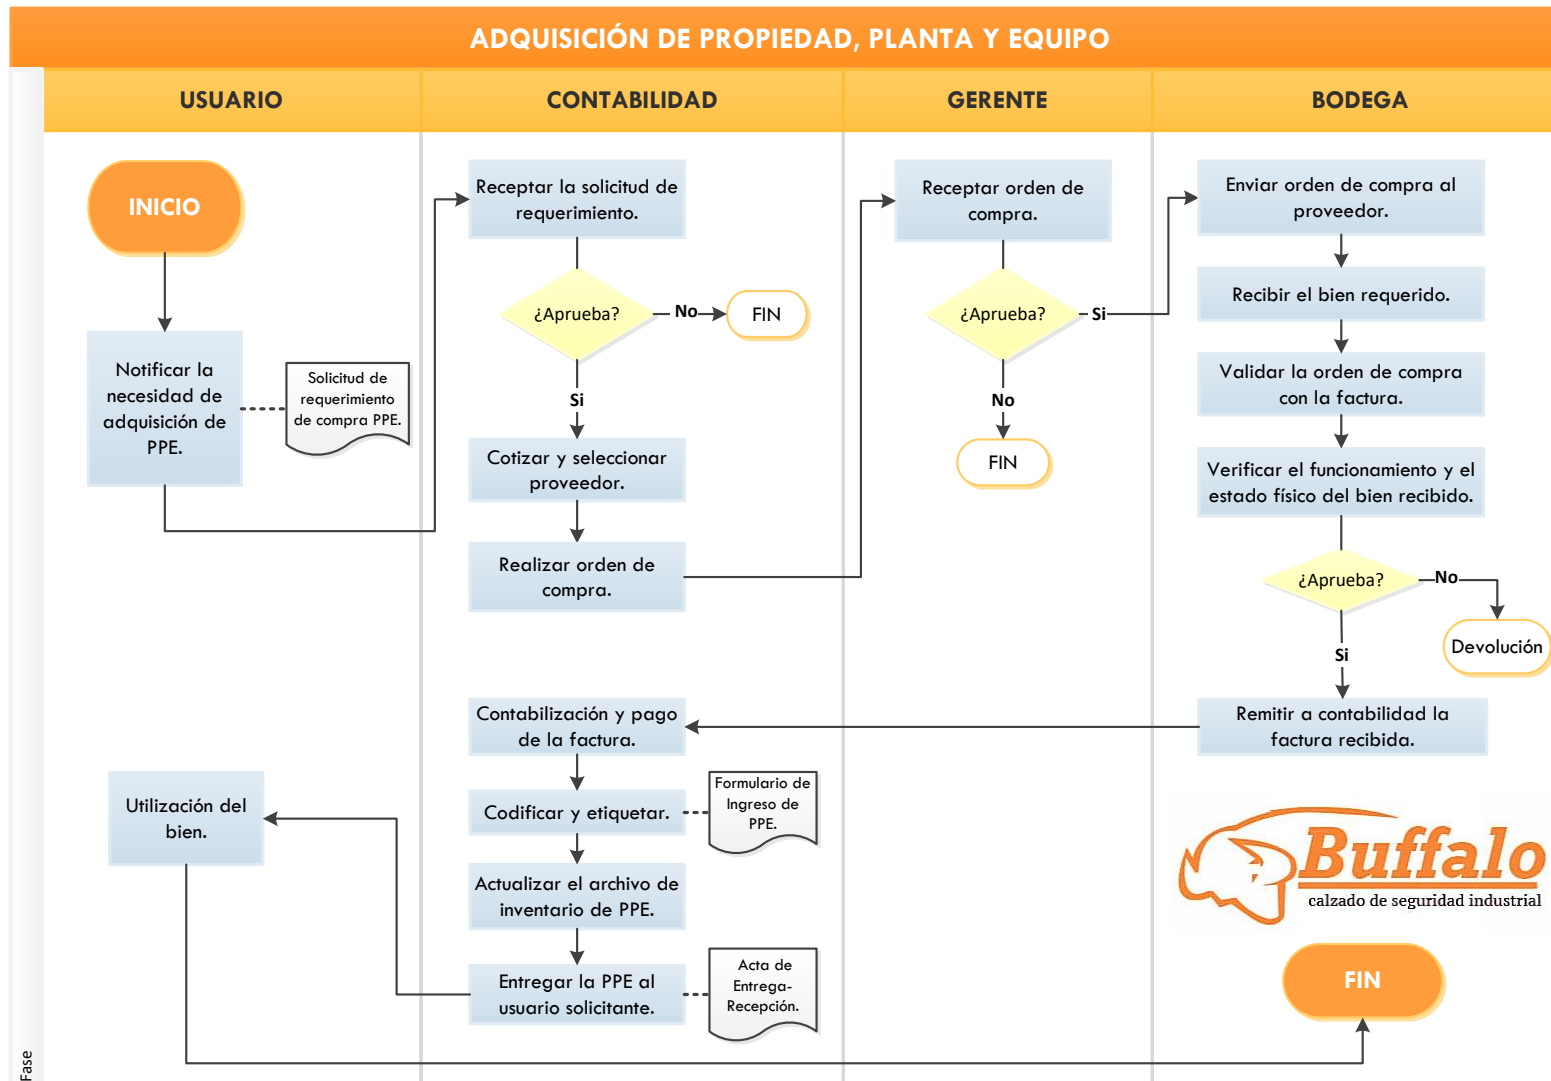 ADQUISICIÓN DE PROPIEDAD, PLANTA Y EQUIPO
USUARIO
CONTABILIDAD
GERENTE
BODEGA
INICIO
Notificar la
necesidad de
adquisición de
PPE.
Solicitud de
requerimiento
de compra PPE.
Receptar la solicitud de
requerimiento.
¿Aprueba?
No
FIN
Si
Cotizar y seleccionar
proveedor.
Realizar orden de
compra.
Receptar orden de
compra.
¿Aprueba?
Si
No
FIN
Enviar orden de compra al
proveedor.
Recibir el bien requerido.
Validar la orden de compra
con la factura.
Verificar el funcionamiento y el
estado físico del bien recibido.
¿Aprueba?
No
Devolución
Si
Remitir a contabilidad la
factura recibida.
Contabilización y pago
de la factura.
Codificar y etiquetar.
Formulario de
Ingreso de
PPE.
Actualizar el archivo de
inventario de PPE.
Entregar la PPE al
usuario solicitante.
Acta de
Entrega-
Recepción.
Utilización del
bien.
Buffalo
calzado de seguridad industrial
FIN
Fase